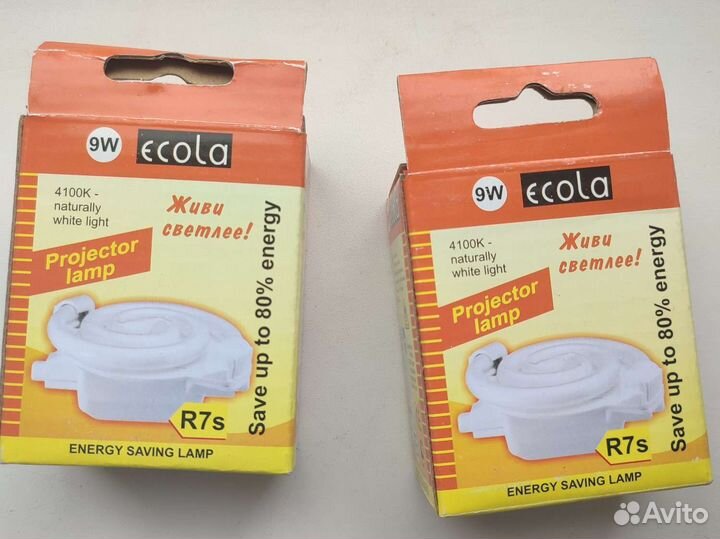 9W ecola
4100K -
naturally
white light
Живи
светлее!
Projector
lamp
Save up to 80% energy
R7s
ENERGY SAVING LAMP
9W ecola
4100K -
naturally
white light
Живи
светлее!
Projector
lamp
Save up to 80% energy
R7s
ENERGY SAVING LAMP
Avito